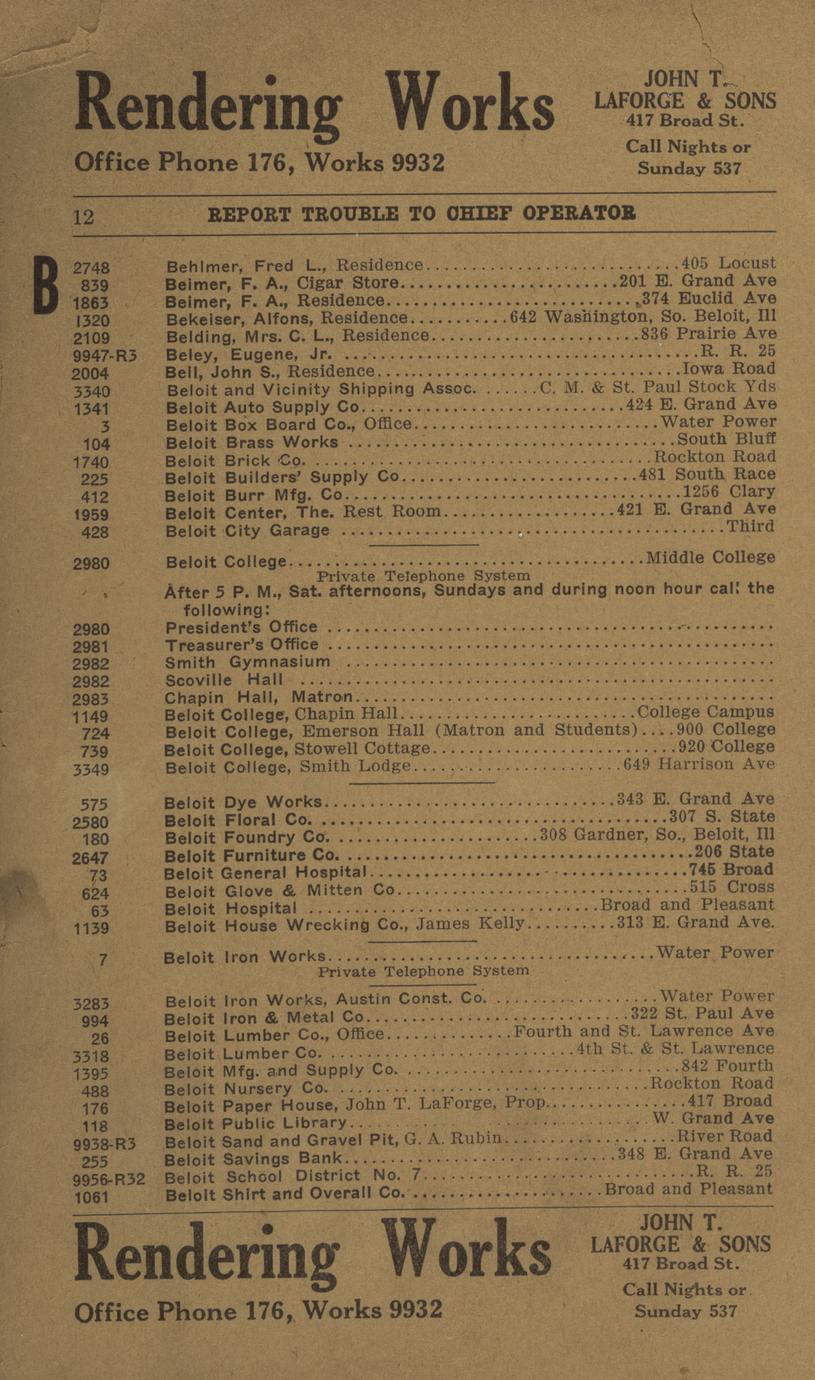 Rendering Works
Office Phone 176, Works 9932
JOHN T.
LAFORGE & SONS
417 Broad St.
Call Nights or
Sunday 537
12 REPORT TROUBLE TO CHIEF OPERATOR
B
2748 Behlmer, Fred L., Residence..........405 Locust
839 Beimer, F. A., Cigar Store..........201 E. Grand Ave
1863 Beimer, F. A., Residence..........374 Euclid Ave
1320 Bekeiser, Alfons, Residence..........642 Washington, So. Beloit, Ill
2109 Belding, Mrs. C. L., Residence..........836 Prairie Ave
9947-R3 Beley, Eugene, Jr. ..........R. R. 25
2004 Bell, John S., Residence..........Iowa Road
3340 Beloit and Vicinity Shipping Assoc. ......C. M. & St. Paul Stock Yds
1341 Beloit Auto Supply Co..........424 E. Grand Ave
3 Beloit Box Board Co., Office..........Water Power
104 Beloit Brass Works ..........South Bluff
1740 Beloit Brick Co. ..........Rockton Road
225 Beloit Builders' Supply Co..........481 South Race
412 Beloit Burr Mfg. Co..........1256 Clary
1959 Beloit Center, The. Rest Room..........421 E. Grand Ave
428 Beloit City Garage ..........Third
2980 Beloit College..........Middle College
Private Telephone System
After 5 P. M., Sat. afternoons, Sundays and during noon hour call the
following:
2980 President's Office ..........
2981 Treasurer's Office ..........
2982 Smith Gymnasium ..........
2982 Scoville Hall ..........
2983 Chapin Hall, Matron..........
1149 Beloit College, Chapin Hall..........College Campus
724 Beloit College, Emerson Hall (Matron and Students)....900 College
739 Beloit College, Stowell Cottage..........920 College
3349 Beloit College, Smith Lodge..........649 Harrison Ave
575 Beloit Dye Works..........343 E. Grand Ave
2580 Beloit Floral Co. ..........307 S. State
180 Beloit Foundry Co. ..........308 Gardner, So., Beloit, Ill
2647 Beloit Furniture Co. ..........206 State
73 Beloit General Hospital..........745 Broad
624 Beloit Glove & Mitten Co..........515 Cross
63 Beloit Hospital ..........Broad and Pleasant
1139 Beloit House Wrecking Co., James Kelly..........313 E. Grand Ave.
7 Beloit Iron Works..........Water Power
Private Telephone System
3283 Beloit Iron Works, Austin Const. Co. ..........Water Power
994 Beloit Iron & Metal Co..........322 St. Paul Ave
26 Beloit Lumber Co., Office..........Fourth and St. Lawrence Ave
3318 Beloit Lumber Co. ..........4th St. & St. Lawrence
1395 Beloit Mfg. and Supply Co. ..........842 Fourth
488 Beloit Nursery Co. ..........Rockton Road
176 Beloit Paper House, John T. LaForge, Prop..........417 Broad
118 Beloit Public Library..........W. Grand Ave
9938-R3 Beloit Sand and Gravel Pit, G. A. Rubin..........River Road
255 Beloit Savings Bank..........348 E. Grand Ave
9956-R32 Beloit School District No. 7..........R. R. 25
1061 Beloit Shirt and Overall Co. ..........Broad and Pleasant
Rendering Works
Office Phone 176, Works 9932
JOHN T.
LAFORGE & SONS
417 Broad St.
Call Nights or
Sunday 537